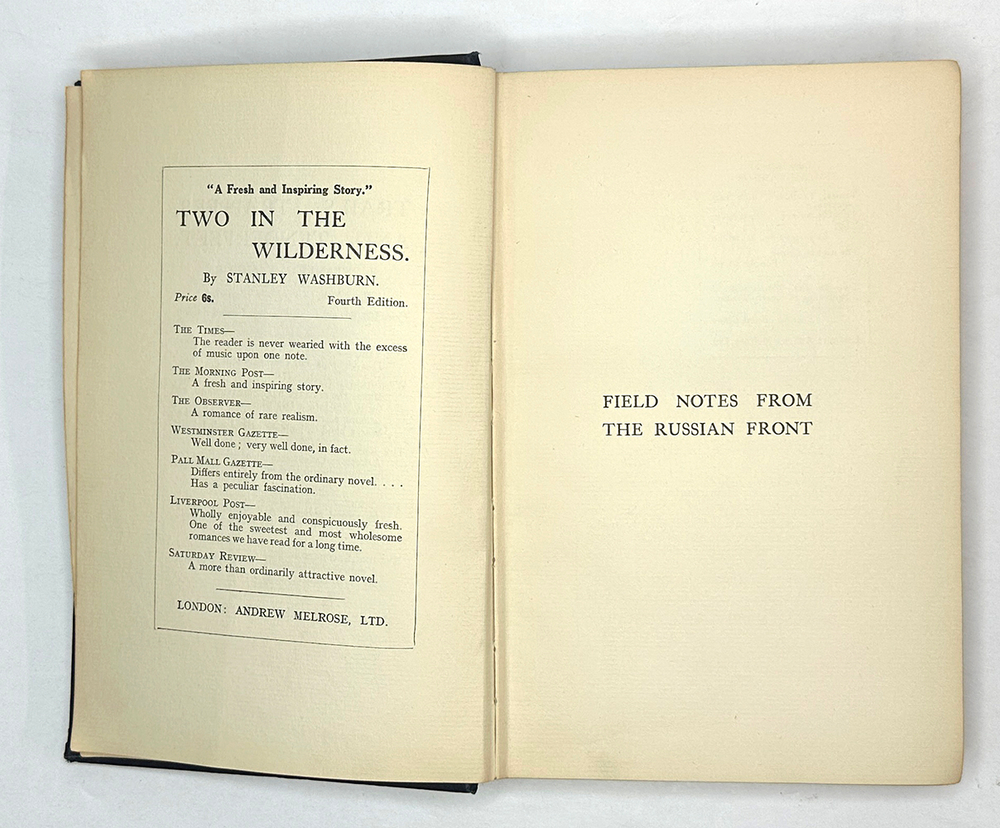 "A Fresh and Inspiring Story."
TWO IN THE
WILDERNESS.
By STANLEY WASHBURN.
Price 6s. Fourth Edition.
THE TIMES—
The reader is never wearied with the excess
of music upon one note.
THE MORNING POST—
A fresh and inspiring story.
THE OBSERVER—
A romance of rare realism.
WESTMINSTER GAZETTE—
Well done; very well done, in fact.
PALL MALL GAZETTE—
Differs entirely from the ordinary novel. . . .
Has a peculiar fascination.
LIVERPOOL POST—
Wholly enjoyable and conspicuously fresh.
One of the sweetest and most wholesome
romances we have read for a long time.
SATURDAY REVIEW—
A more than ordinarily attractive novel.
LONDON: ANDREW MELROSE, LTD.
FIELD NOTES FROM
THE RUSSIAN FRONT